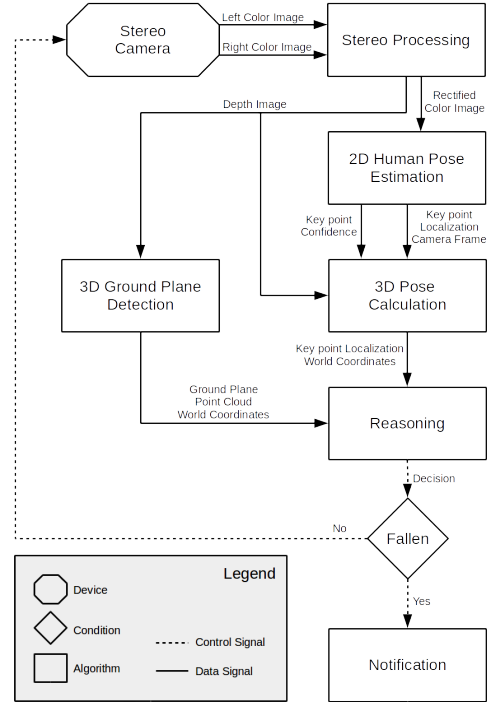 Stereo
Camera
Left Color Image
Right Color Image
Stereo Processing
Depth Image
Rectified
Color Image
2D Human Pose
Estimation
Key point
Confidence
Key point
Localization
Camera Frame
3D Ground Plane
Detection
3D Pose
Calculation
Key point Localization
World Coordinates
Ground Plane
Point Cloud
World Coordinates
Reasoning
Decision
No
Fallen
Yes
Notification
Legend
Device
Condition
Algorithm
Control Signal
Data Signal